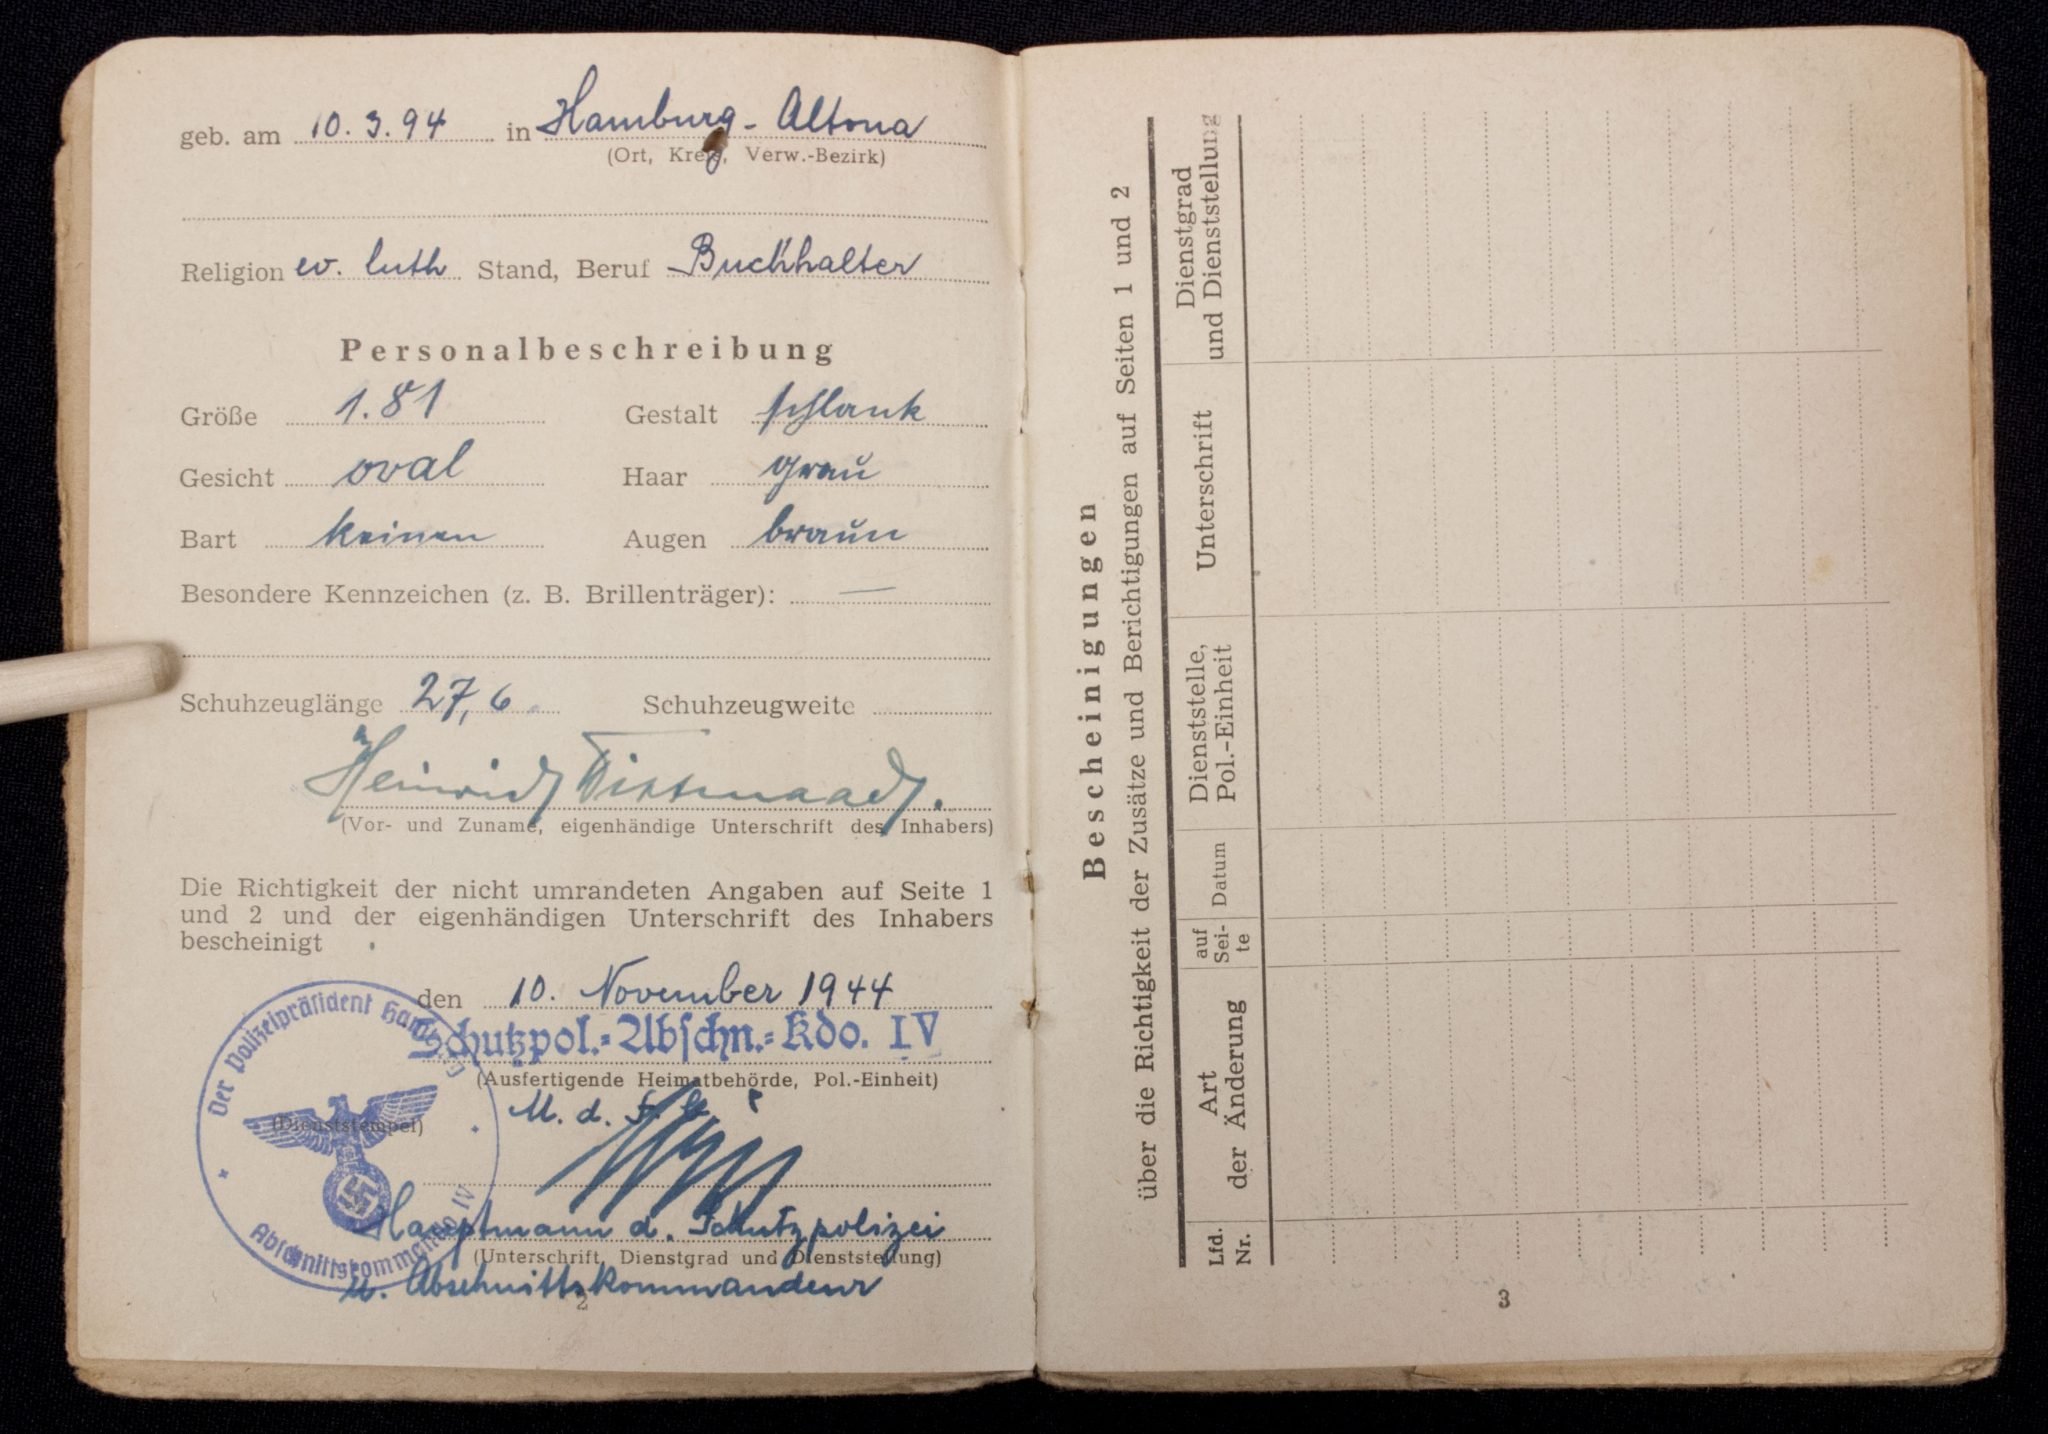 geb. am 10.3.94 in Hamburg-Altona
(Ort, Kreis, Verw.-Bezirk)
Religion ev. luth Stand, Beruf Buchhalter
Personalbeschreibung
Größe 1.81 Gestalt schlank
Gesicht oval Haar grau
Bart keinen Augen braun
Besondere Kennzeichen (z. B. Brillenträger): —
Schuhzeuglänge 27,6 Schuhzeugweite
Heinrich
(Vor- und Zuname, eigenhändige Unterschrift des Inhabers)
Die Richtigkeit der nicht umrandeten Angaben auf Seite 1
und 2 und der eigenhändigen Unterschrift des Inhabers
bescheinigt
den 10. November 1944
Schutzpol.-Abschn.-Kdo. IV
(Ausfertigende Heimatbehörde, Pol.-Einheit)
M. d. F. b.
Der Polizeipräsident Hamburg
(Dienststempel)
Abschnittskommando IV
Hauptmann d. Schutzpolizei
(Unterschrift, Dienstgrad und Dienststellung)
u. Abschnittskommandeur
2
Bescheinigungen
über die Richtigkeit der Zusätze und Berichtigungen auf Seiten 1 und 2
Lfd.
Nr.
Art
der Änderung
auf
Sei-
te
Datum
Dienststelle,
Pol.-Einheit
Unterschrift
Dienstgrad
und Dienststellung
3